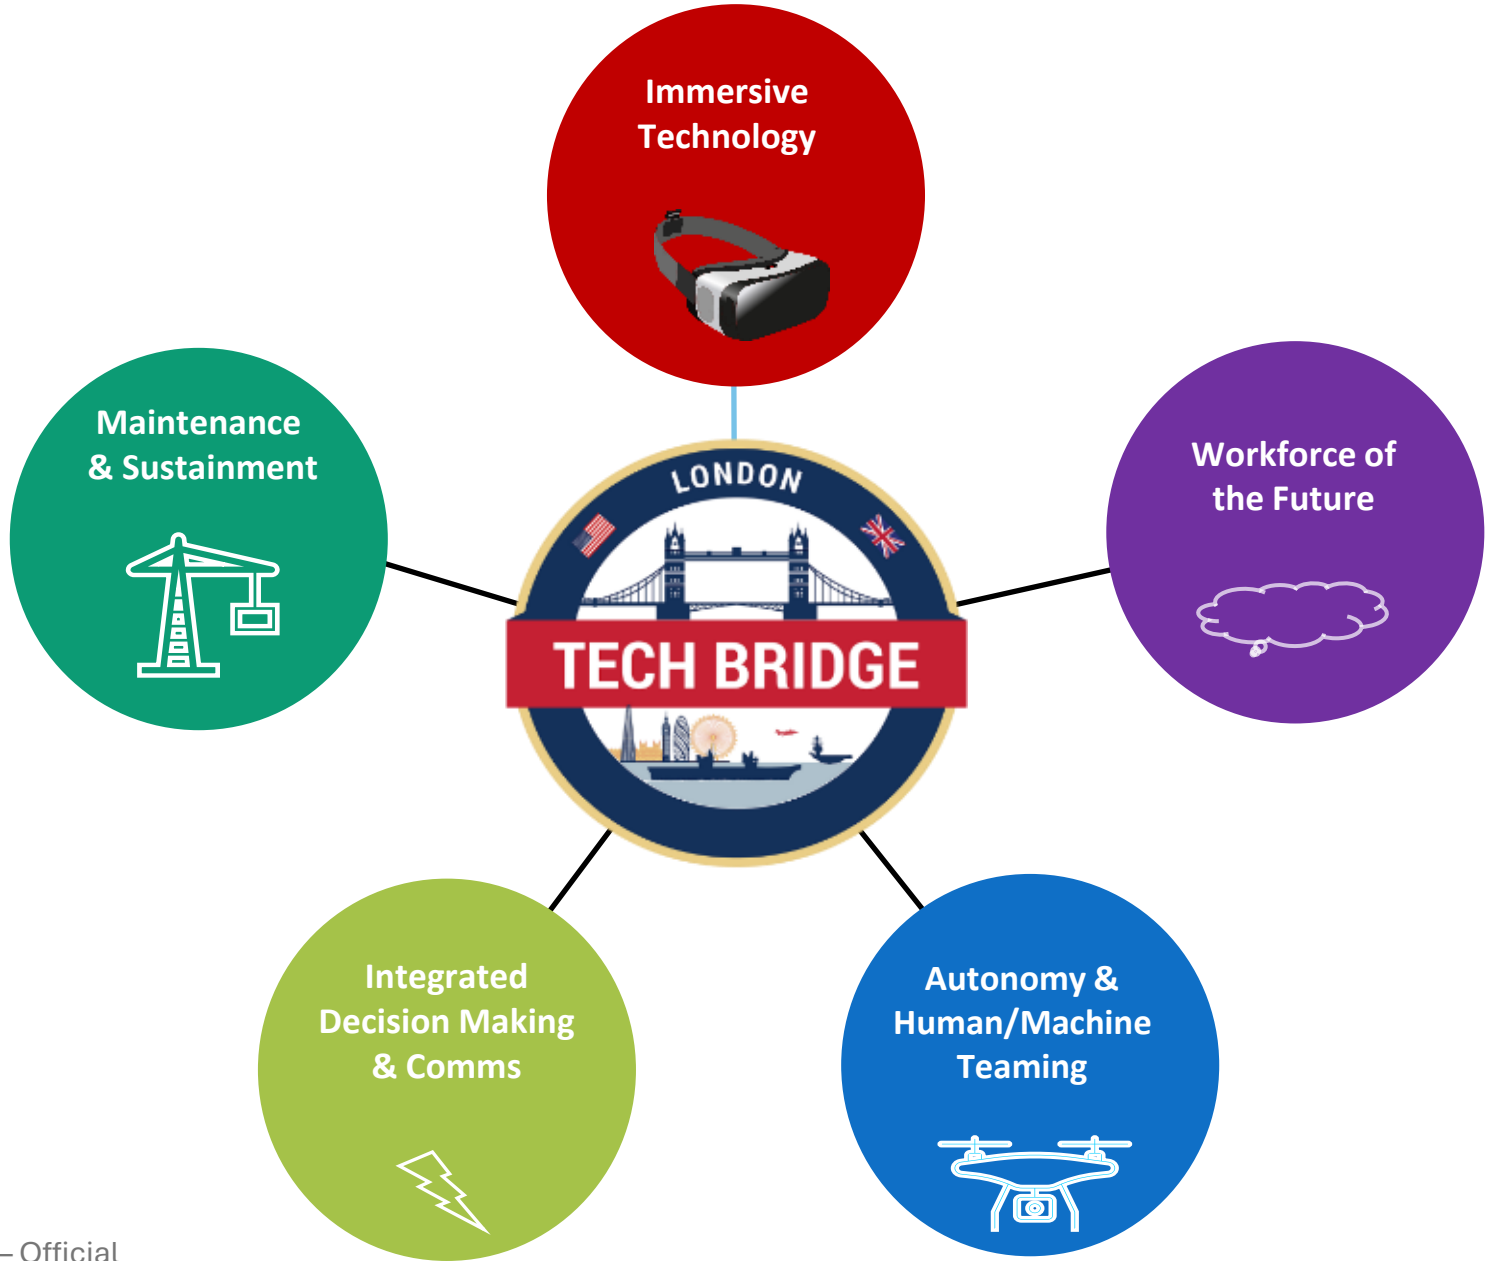 Immersive
Technology
Maintenance
& Sustainment
Workforce of
the Future
LONDON
TECH BRIDGE
Integrated
Decision Making
& Comms
Autonomy &
Human/Machine
Teaming
– Official